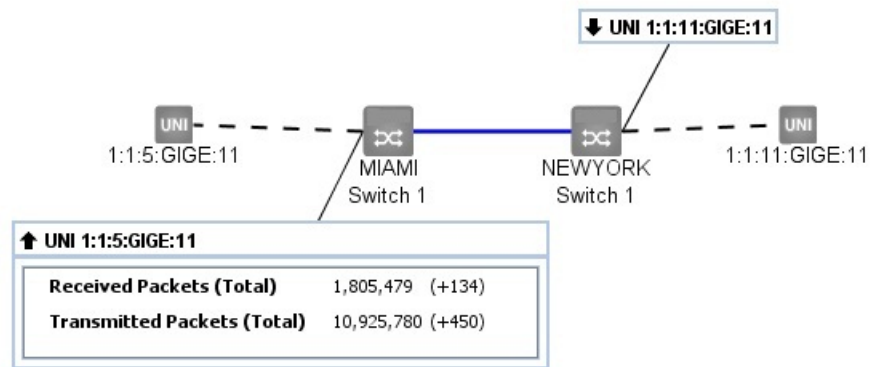 UNI 1:1:11:GIGE:11
UNI
UNI
1:1:5:GIGE:11
MIAMI
Switch 1
NEWYORK
Switch 1
1:1:11:GIGE:11
UNI 1:1:5:GIGE:11
Received Packets (Total) 1,805,479 (+134)
Transmitted Packets (Total) 10,925,780 (+450)